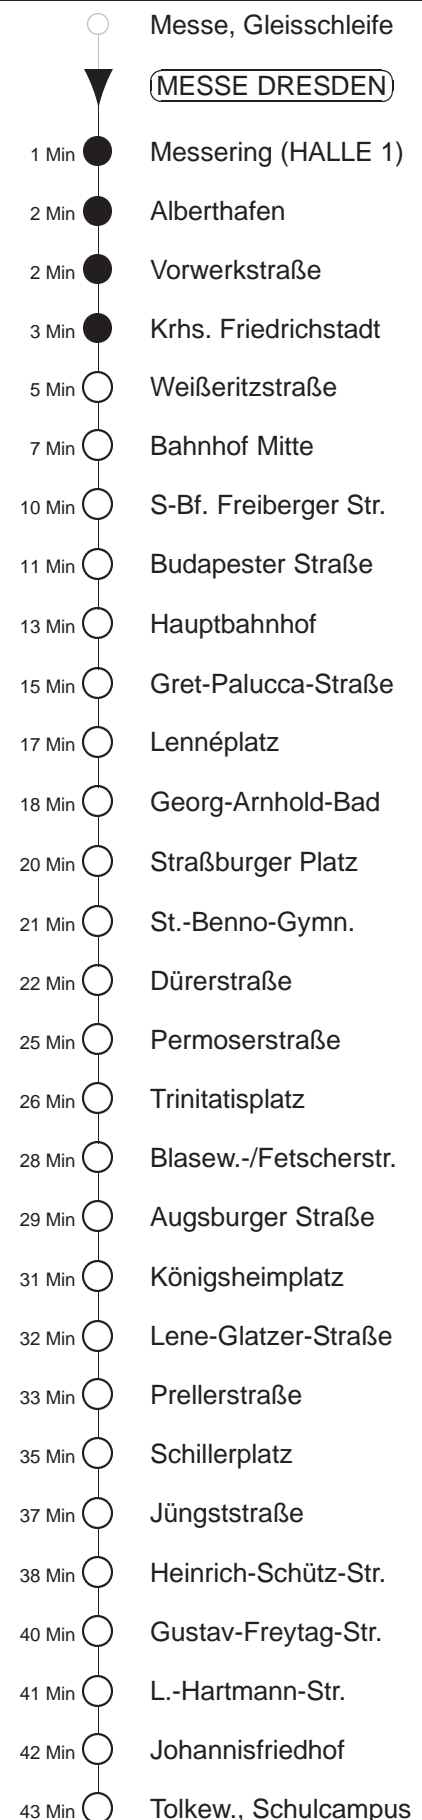 Messe, Gleisschleife
MESSE DRESDEN
1 Min Messering (HALLE 1)
2 Min Alberthafen
2 Min Vorwerkstraße
3 Min Krhs. Friedrichstadt
5 Min Weißeritzstraße
7 Min Bahnhof Mitte
10 Min S-Bf. Freiberger Str.
11 Min Budapester Straße
13 Min Hauptbahnhof
15 Min Gret-Palucca-Straße
17 Min Lennéplatz
18 Min Georg-Arnhold-Bad
20 Min Straßburger Platz
21 Min St.-Benno-Gymn.
22 Min Dürerstraße
25 Min Permoserstraße
26 Min Trinitatisplatz
28 Min Blasew.-/Fetscherstr.
29 Min Augsburger Straße
31 Min Königsheimplatz
32 Min Lene-Glatzer-Straße
33 Min Prellerstraße
35 Min Schillerplatz
37 Min Jüngststraße
38 Min Heinrich-Schütz-Str.
40 Min Gustav-Freytag-Str.
41 Min L.-Hartmann-Str.
42 Min Johannisfriedhof
43 Min Tolkew., Schulcampus